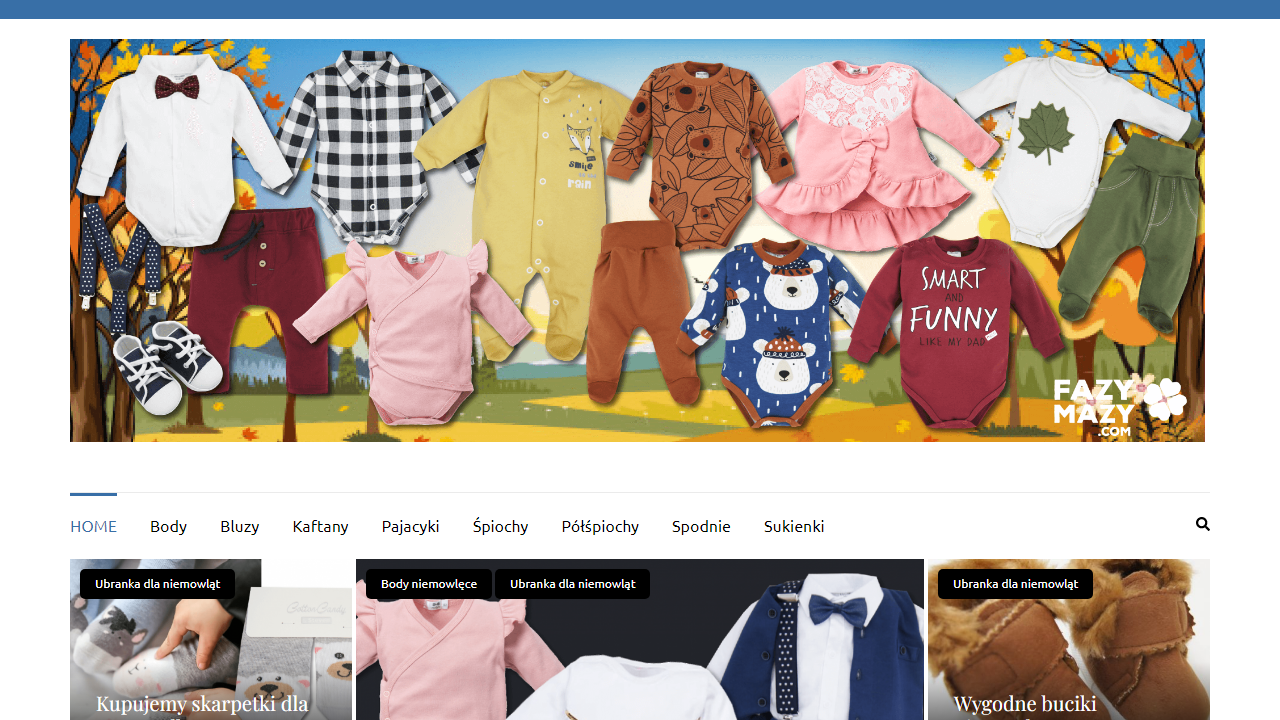 smile
rain
SMART
AND
FUNNY
LIKE MY DAD
FAZY
MAZY
.COM
HOME Body Bluzy Kaftany Pajacyki Śpiochy Półśpiochy Spodnie Sukienki
Ubranka dla niemowląt
Kupujemy skarpetki dla
Body niemowlęce Ubranka dla niemowląt
Ubranka dla niemowląt
Wygodne buciki